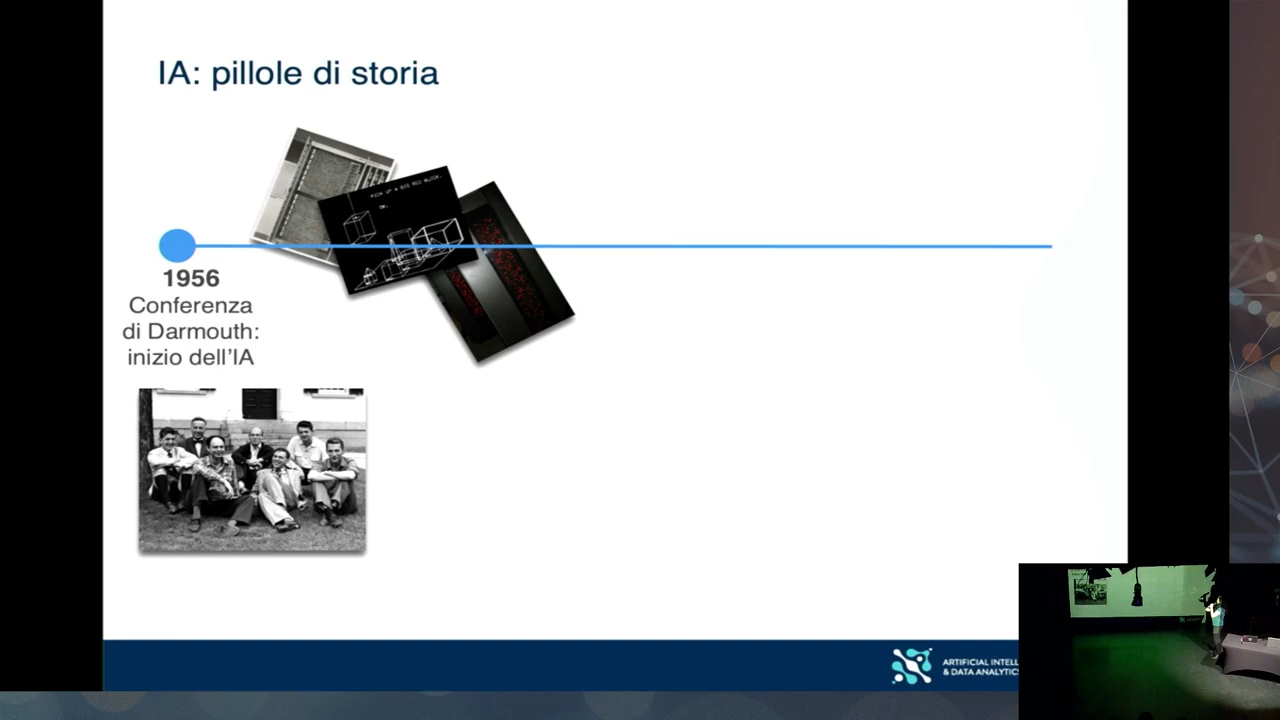 IA: pillole di storia
PICK UP A BIG RED BLOCK.
OK.
1956
Conferenza
di Darmouth:
inizio dell'IA
ARTIFICIAL INTELL
& DATA ANALYTICS